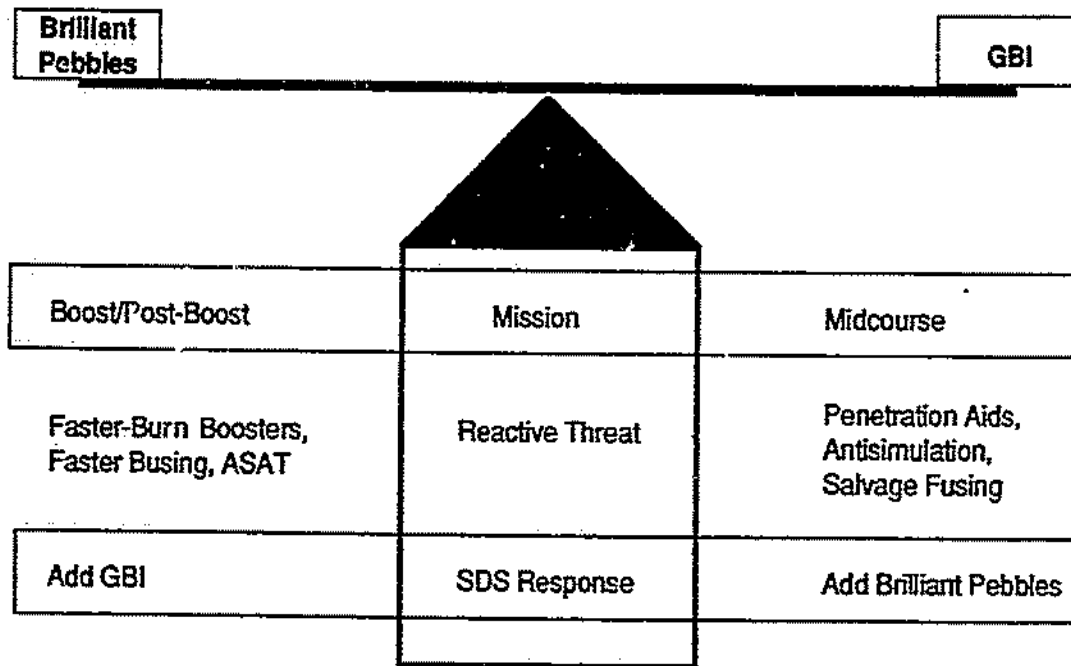 Brilliant
Pebbles
GBI
Boost/Post-Boost
Mission
Midcourse
Faster-Burn Boosters,
Faster Busing, ASAT
Reactive Threat
Penetration Aids,
Antisimulation,
Salvage Fusing
Add GBI
SDS Response
Add Brilliant Pebbles